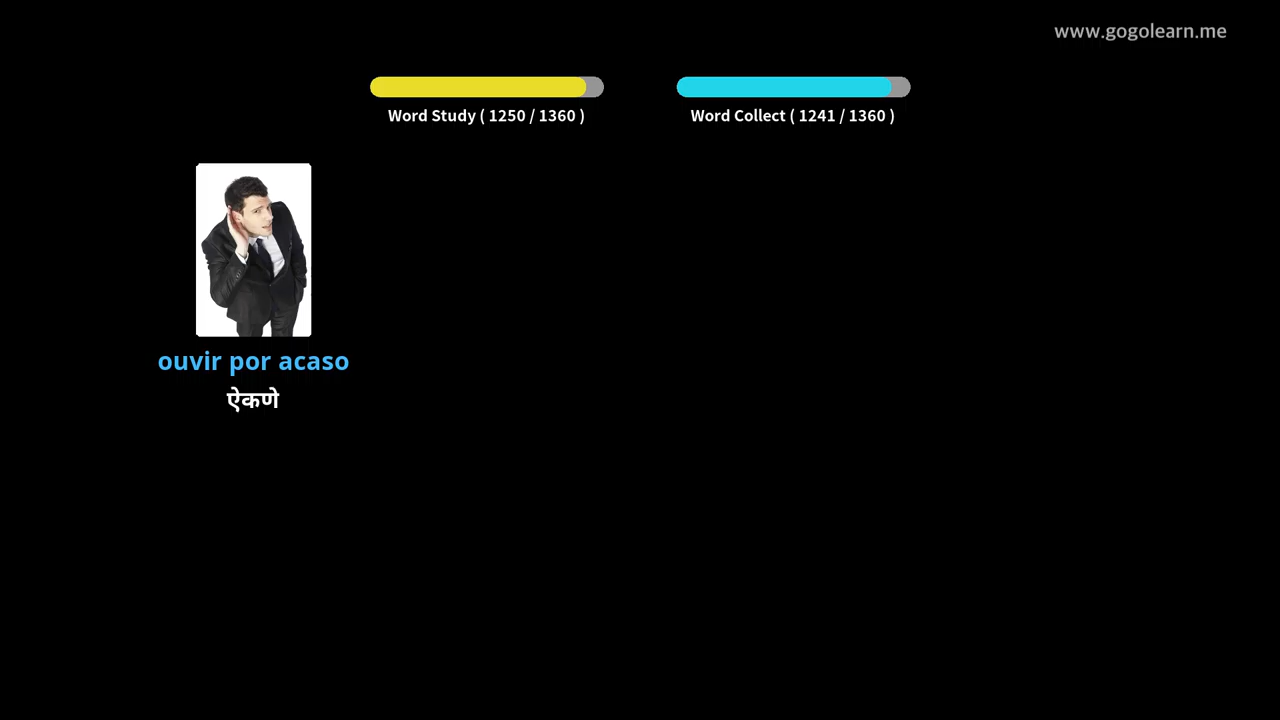 www.gogolearn.me
Word Study ( 1250 / 1360 )
Word Collect ( 1241 / 1360 )
ouvir por acaso
ऐकणे